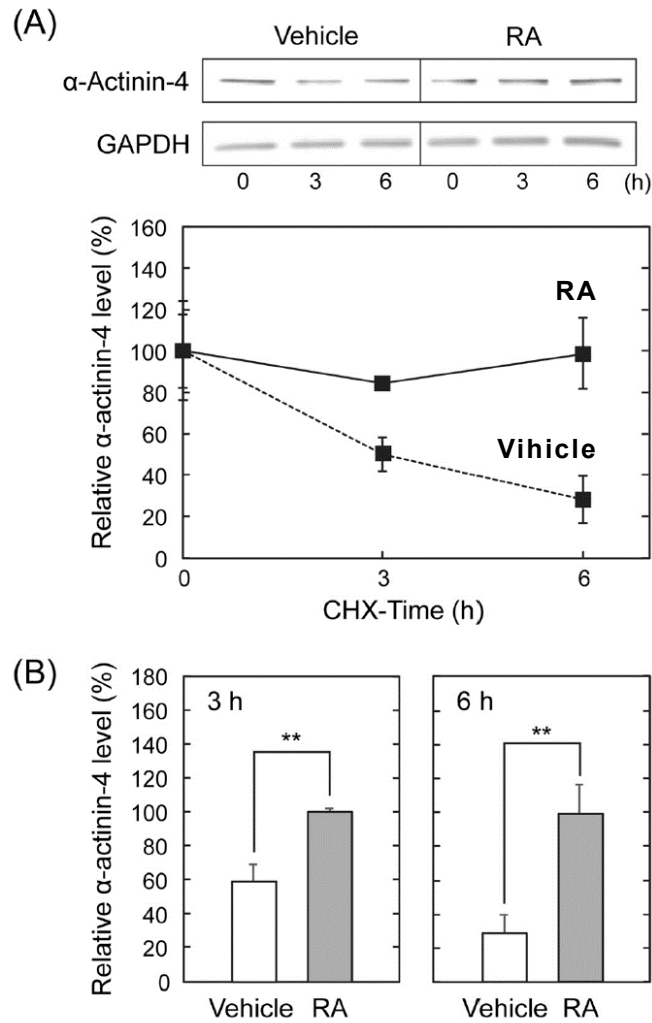 (A)
Vehicle RA
α-Actinin-4
GAPDH
0 3 6 0 3 6 (h)
Relative α-actinin-4 level (%)
160
140
120
100
80
60
40
20
0
RA
Vihicle
0 3 6
CHX-Time (h)
(B)
Relative α-actinin-4 level (%)
180
160
140
120
100
80
60
40
20
0
3 h
**
Vehicle RA
6 h
**
Vehicle RA